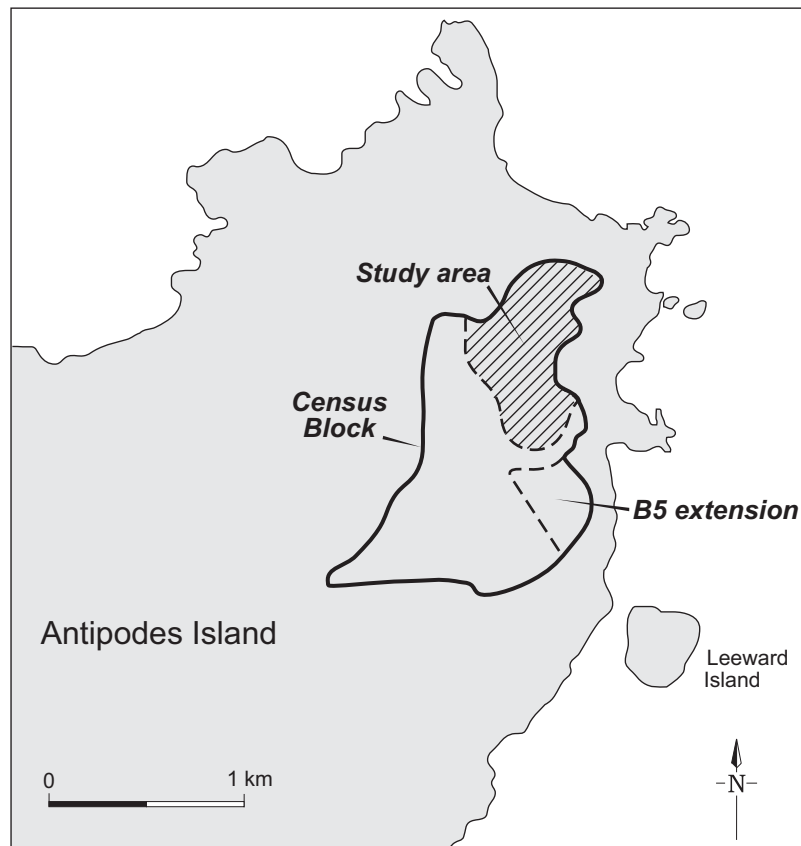 Study area
Census
Block
B5 extension
Antipodes Island
Leeward
Island
0 1 km
N